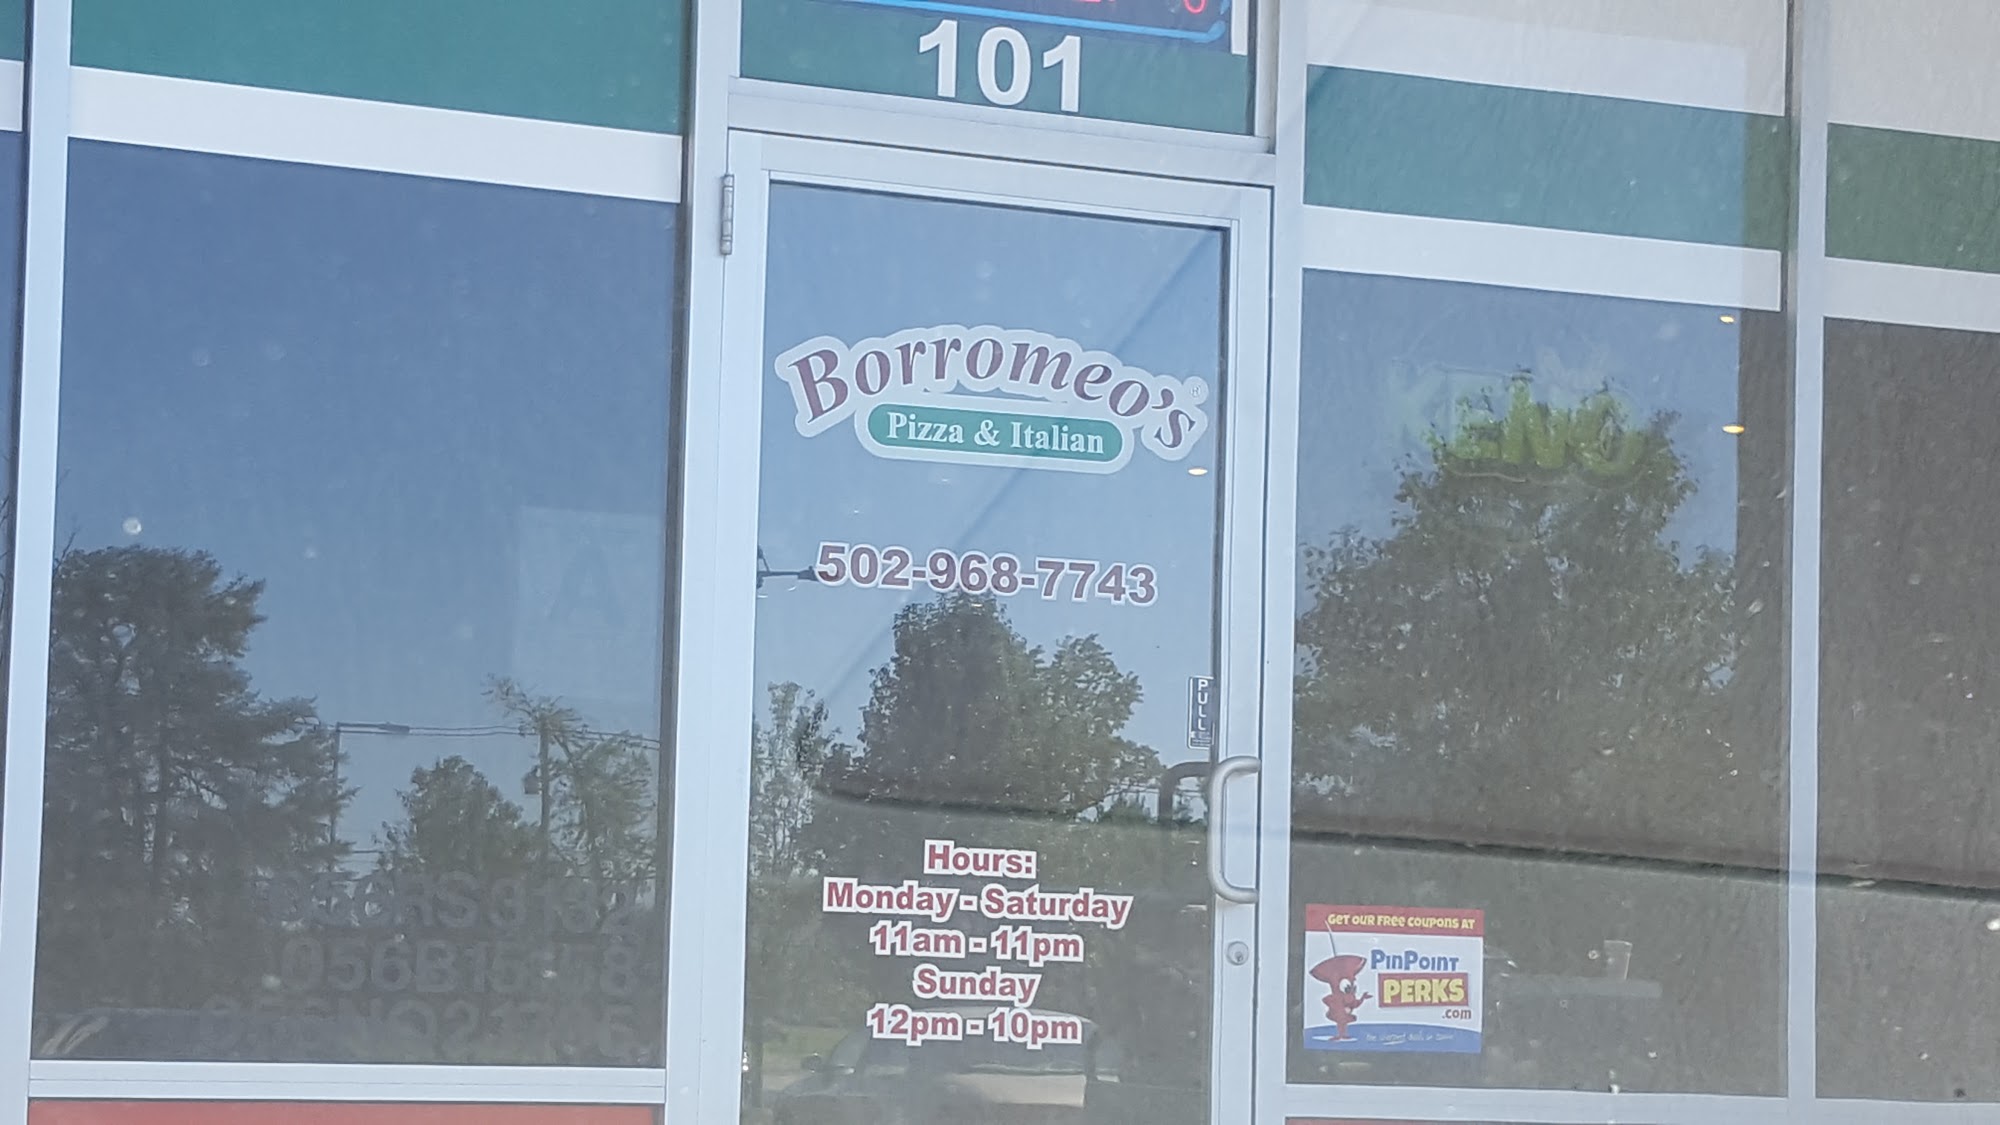 101
Borromeo's®
Pizza & Italian
502-968-7743
PULL
Hours:
Monday - Saturday
11am - 11pm
Sunday
12pm - 10pm
GET OUR FREE COUPONS AT
PINPOINT
PERKS
.COM
KENO
A